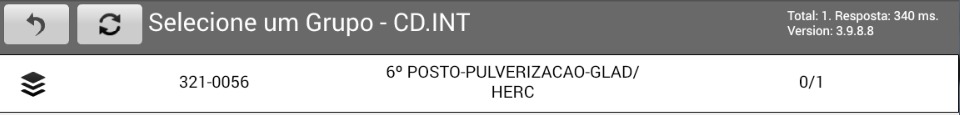 Selecione um Grupo - CD.INT
Total: 1. Resposta: 340 ms.
Version: 3.9.8.8
321-0056
6º POSTO-PULVERIZACAO-GLAD/
HERC
0/1